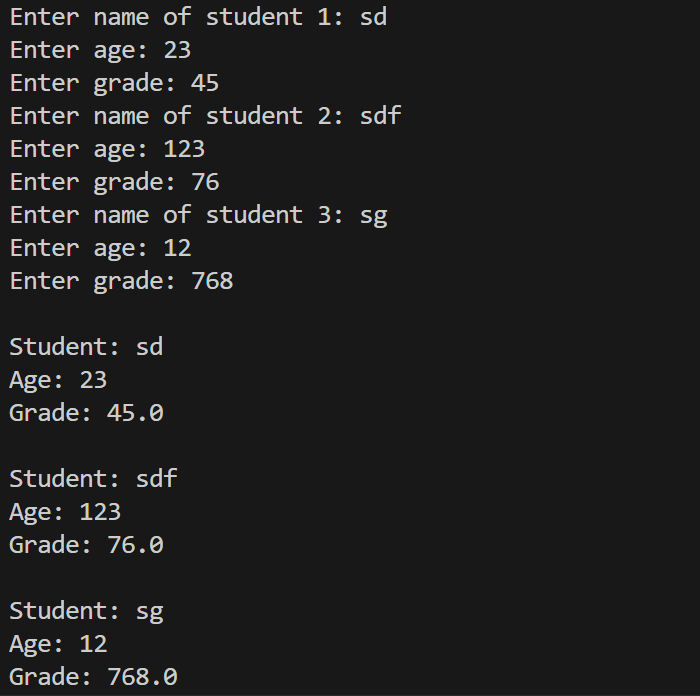 Enter name of student 1: sd
Enter age: 23
Enter grade: 45
Enter name of student 2: sdf
Enter age: 123
Enter grade: 76
Enter name of student 3: sg
Enter age: 12
Enter grade: 768
Student: sd
Age: 23
Grade: 45.0
Student: sdf
Age: 123
Grade: 76.0
Student: sg
Age: 12
Grade: 768.0